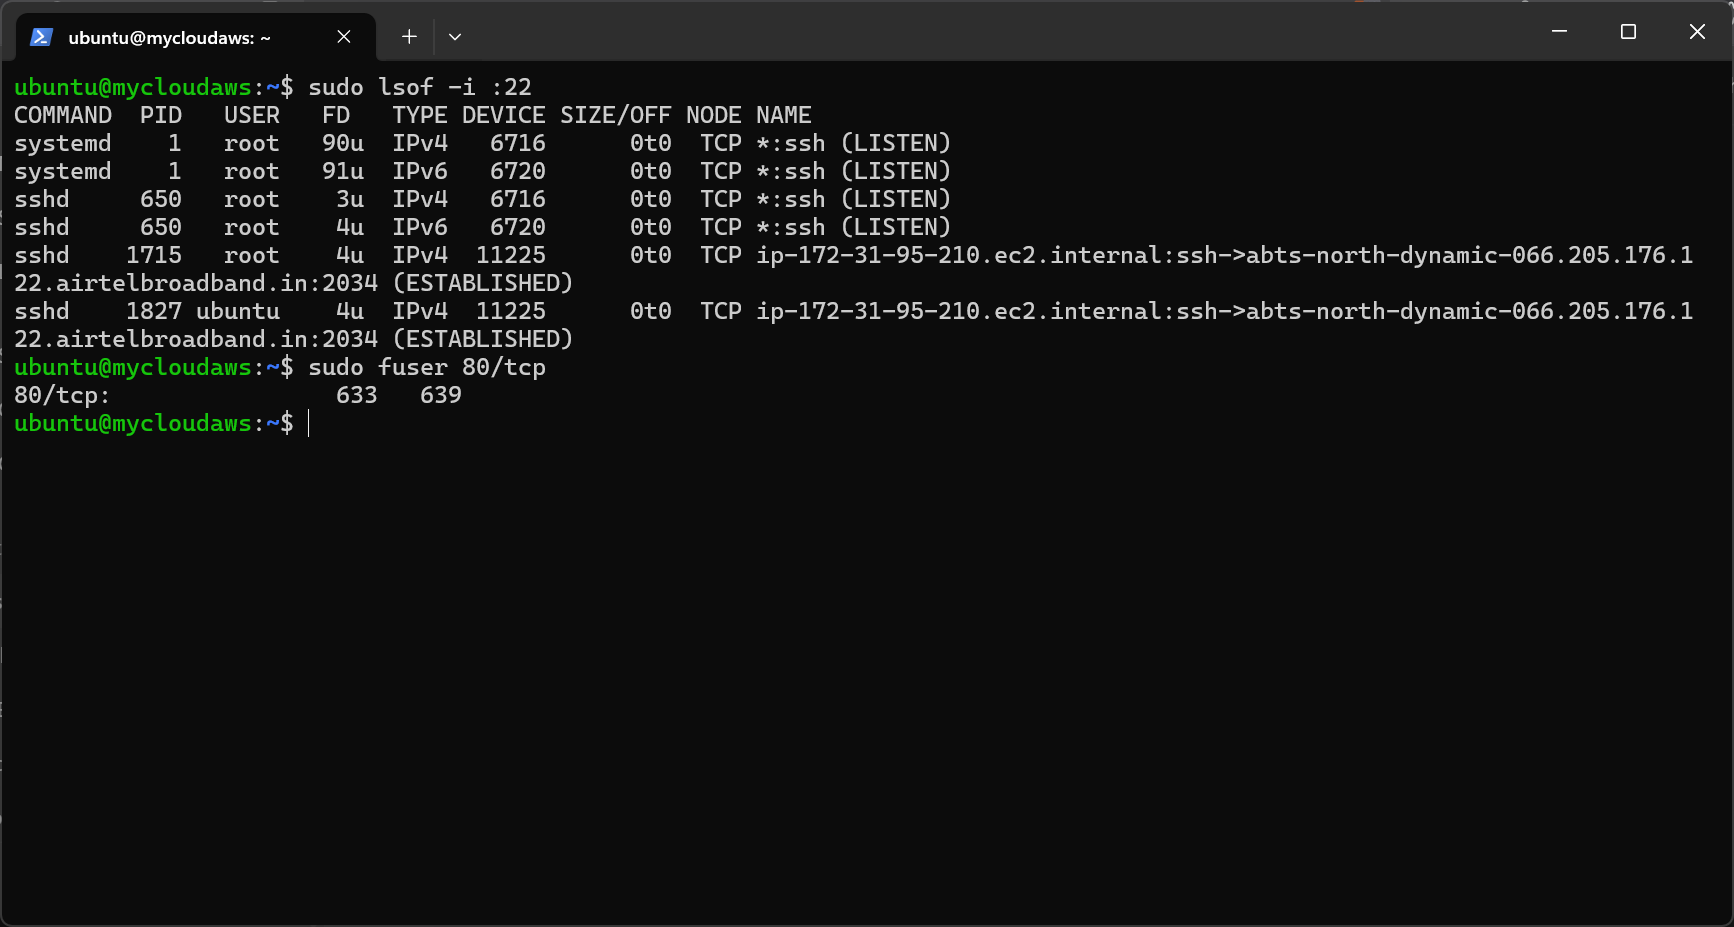 ubuntu@mycloudaws: ~
ubuntu@mycloudaws:~$ sudo lsof -i :22
COMMAND  PID   USER   FD   TYPE DEVICE SIZE/OFF NODE NAME
systemd    1   root   90u  IPv4   6716      0t0  TCP *:ssh (LISTEN)
systemd    1   root   91u  IPv6   6720      0t0  TCP *:ssh (LISTEN)
sshd     650   root    3u  IPv4   6716      0t0  TCP *:ssh (LISTEN)
sshd     650   root    4u  IPv6   6720      0t0  TCP *:ssh (LISTEN)
sshd    1715   root    4u  IPv4  11225      0t0  TCP ip-172-31-95-210.ec2.internal:ssh->abts-north-dynamic-066.205.176.1
22.airtelbroadband.in:2034 (ESTABLISHED)
sshd    1827 ubuntu    4u  IPv4  11225      0t0  TCP ip-172-31-95-210.ec2.internal:ssh->abts-north-dynamic-066.205.176.1
22.airtelbroadband.in:2034 (ESTABLISHED)
ubuntu@mycloudaws:~$ sudo fuser 80/tcp
80/tcp:                633   639
ubuntu@mycloudaws:~$